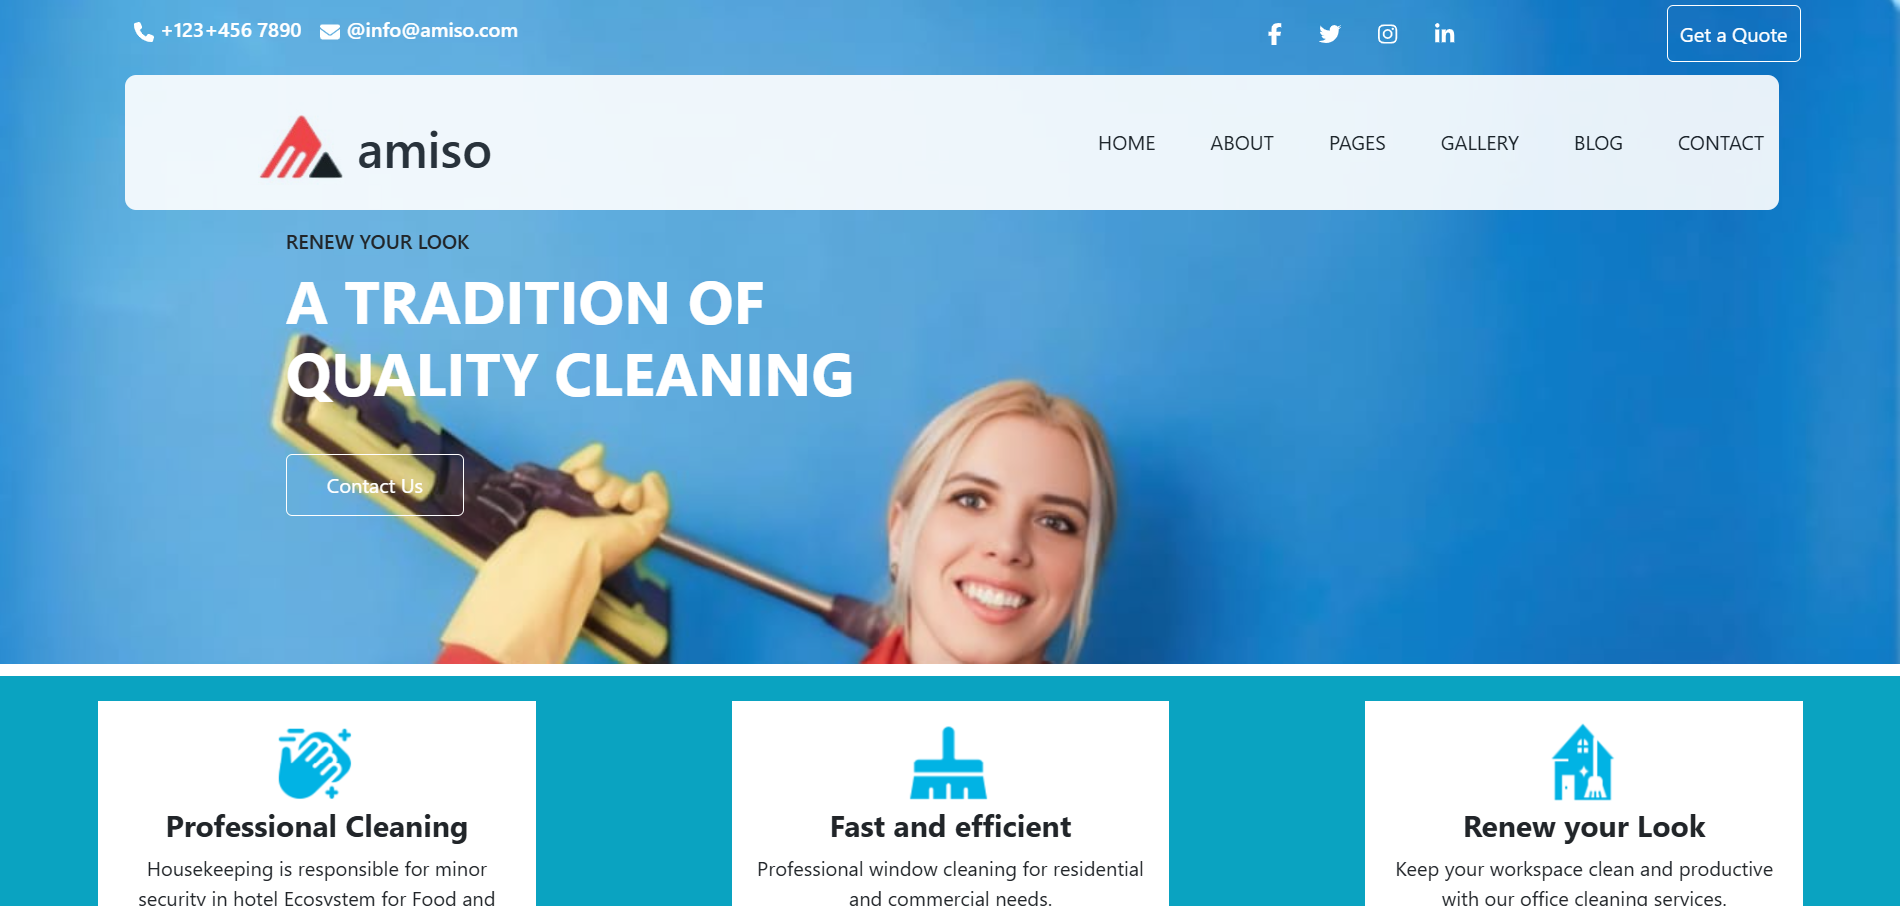 +123+456 7890 @info@amiso.com
Get a Quote
amiso
HOME ABOUT PAGES GALLERY BLOG CONTACT
RENEW YOUR LOOK
A TRADITION OF
QUALITY CLEANING
Contact Us
Professional Cleaning
Housekeeping is responsible for minor
security in hotel Ecosystem for Food and
Fast and efficient
Professional window cleaning for residential
and commercial needs.
Renew your Look
Keep your workspace clean and productive
with our office cleaning services.